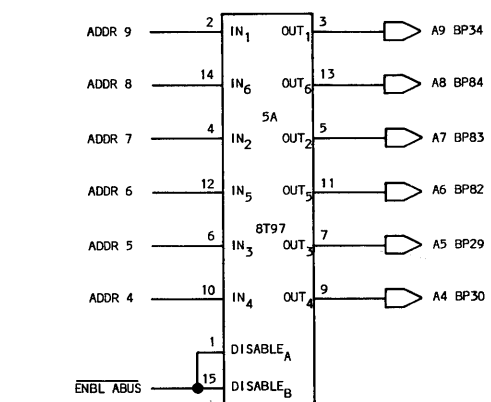 ADDR 9 2 IN1 OUT1 3 A9 BP34
ADDR 8 14 IN6 OUT6 13 A8 BP84
5A
ADDR 7 4 IN2 OUT2 5 A7 BP83
ADDR 6 12 IN5 OUT5 11 A6 BP82
8T97
ADDR 5 6 IN3 OUT3 7 A5 BP29
ADDR 4 10 IN4 OUT4 9 A4 BP30
1 DISABLEA
ENBL ABUS 15 DISABLEB